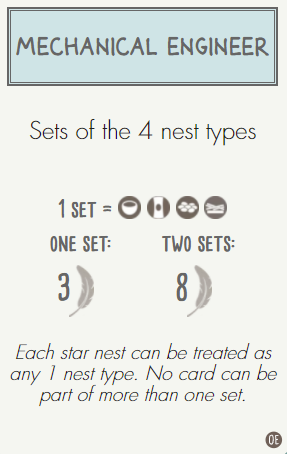 MECHANICAL ENGINEER
Sets of the 4 nest types
1 SET =
ONE SET: TWO SETS:
3 8
Each star nest can be treated as
any 1 nest type. No card can be
part of more than one set.
OE